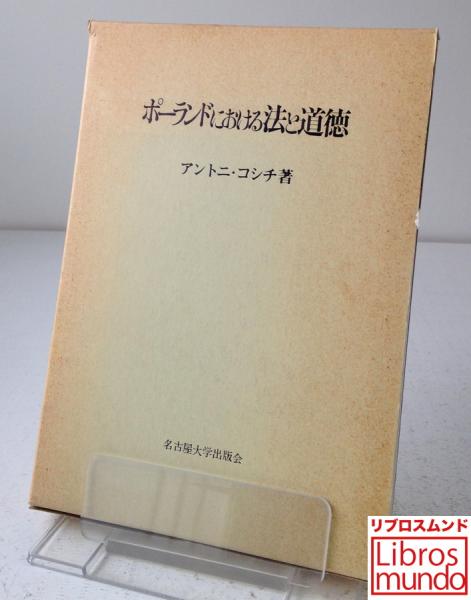 ポーランドにおける法と道徳
アントニ・コシチ著
名古屋大学出版会
リブロスムンド
Libros
mundo